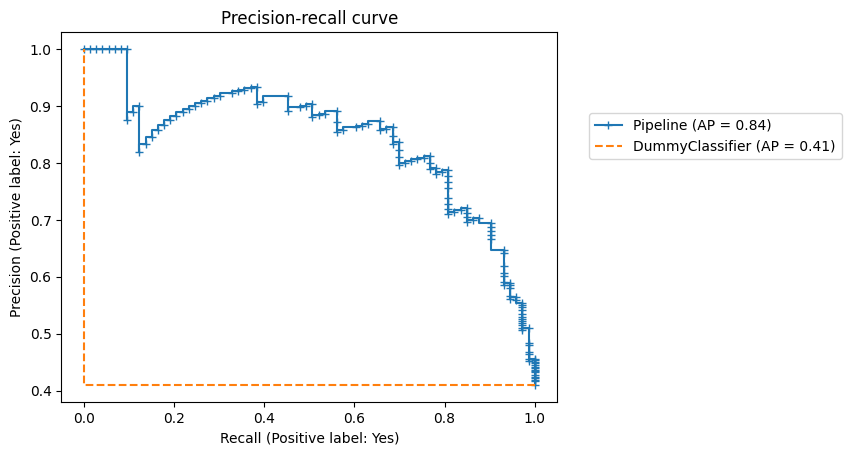 Precision-recall curve
1.0
0.9
0.8
0.7
0.6
0.5
0.4
Precision (Positive label: Yes)
0.0 0.2 0.4 0.6 0.8 1.0
Recall (Positive label: Yes)
Pipeline (AP = 0.84)
DummyClassifier (AP = 0.41)